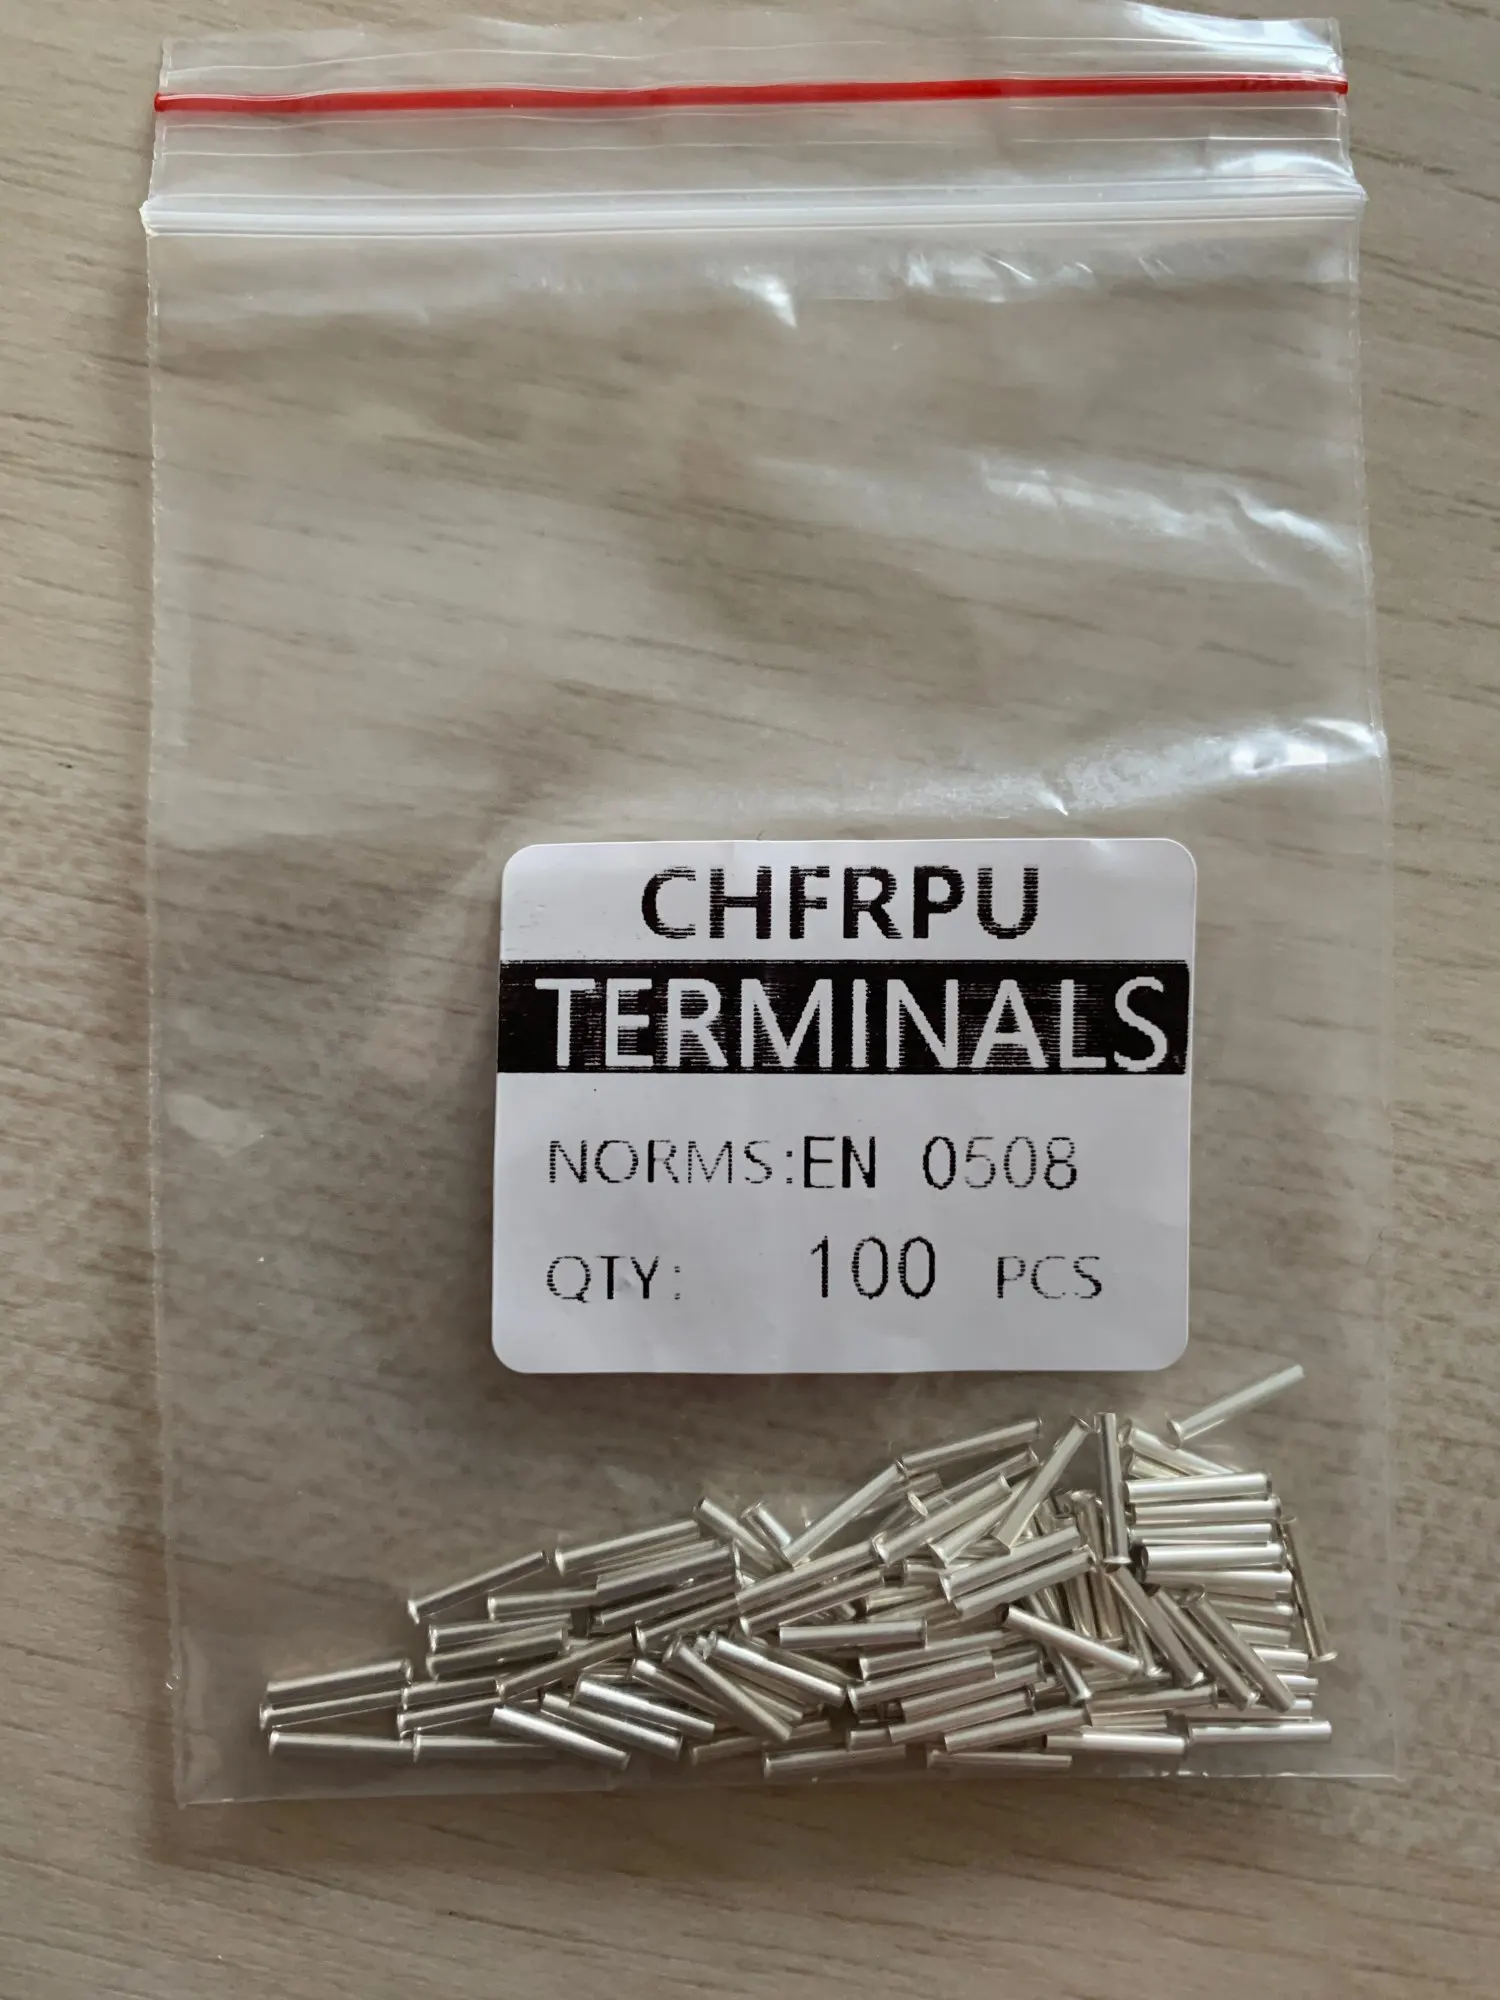 CHFRPU
TERMINALS
NORMS:EN 0508
QTY: 100 PCS